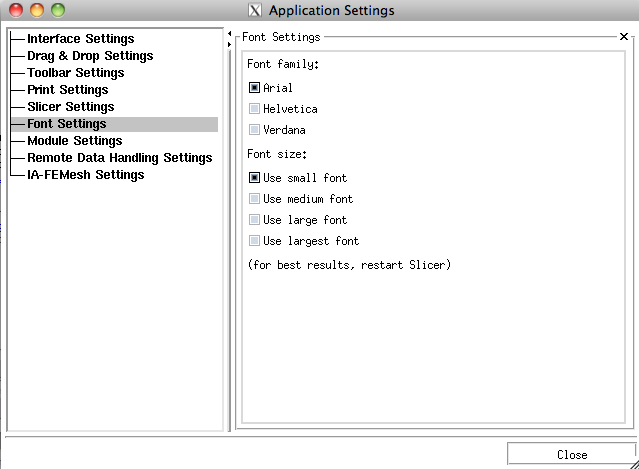 Application Settings
Interface Settings
Drag & Drop Settings
Toolbar Settings
Print Settings
Slicer Settings
Font Settings
Module Settings
Remote Data Handling Settings
IA-FEMesh Settings
Font Settings
Font family:
Arial
Helvetica
Verdana
Font size:
Use small font
Use medium font
Use large font
Use largest font
(for best results, restart Slicer)
Close